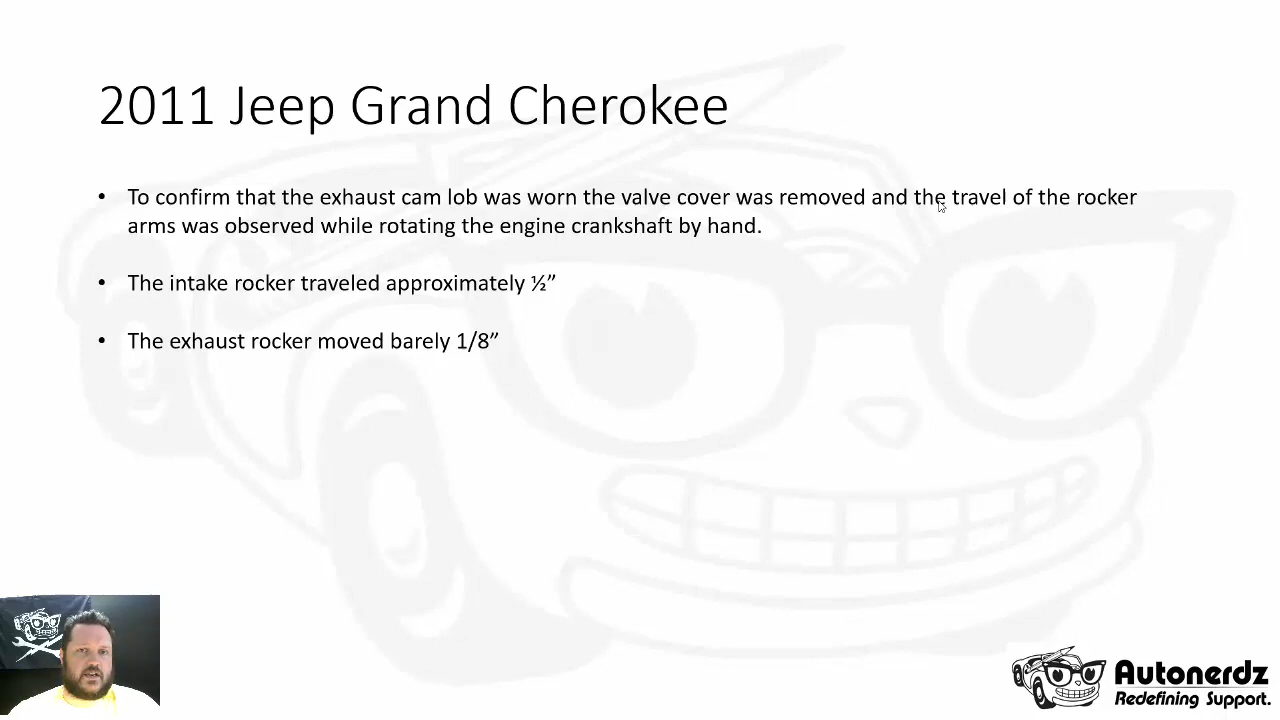 2011 Jeep Grand Cherokee
• To confirm that the exhaust cam lob was worn the valve cover was removed and the travel of the rocker
arms was observed while rotating the engine crankshaft by hand.
• The intake rocker traveled approximately ½”
• The exhaust rocker moved barely 1/8”
Autonerdz
Redefining Support.